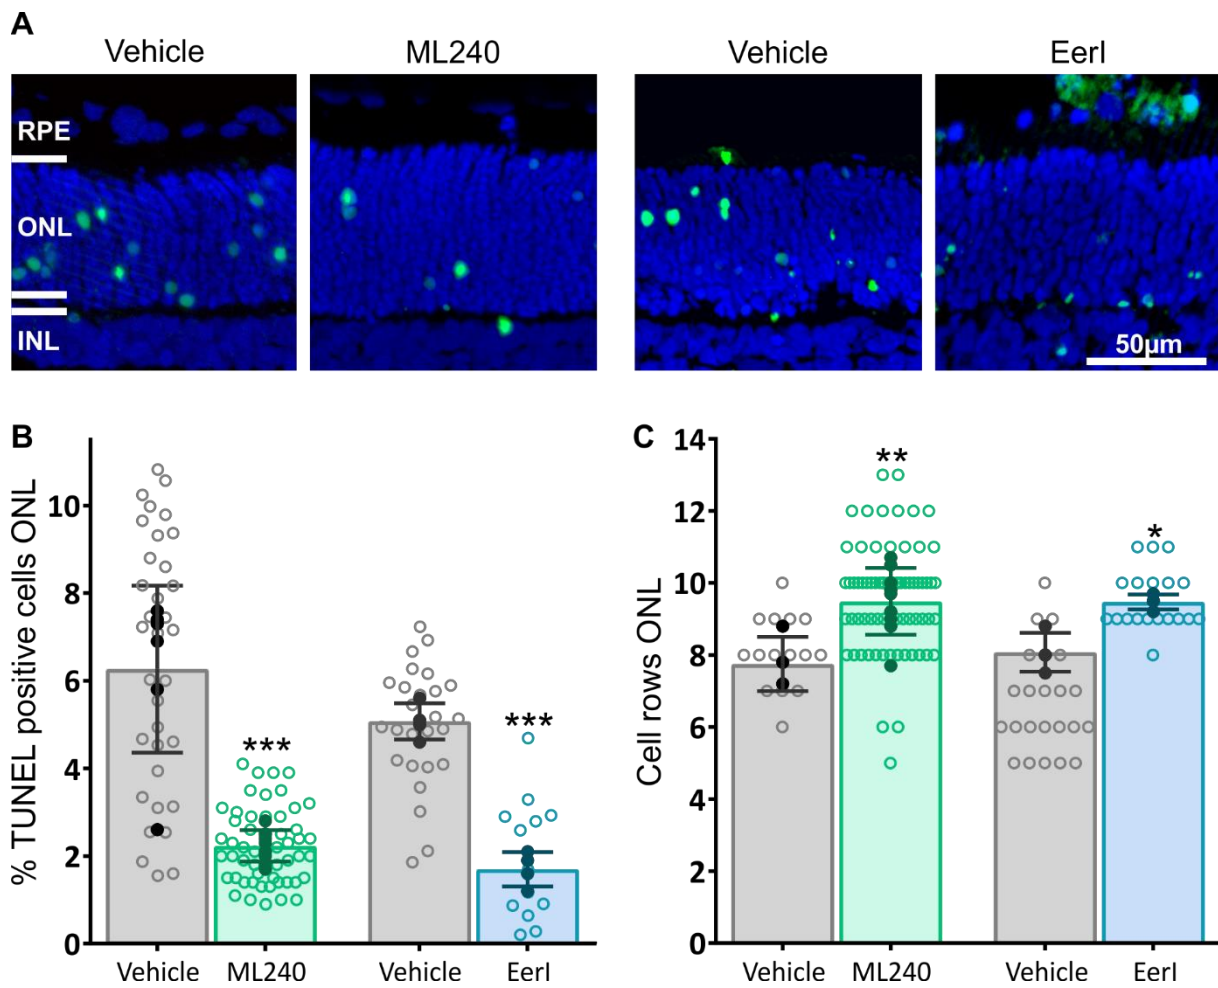 A
Vehicle ML240 Vehicle EerI
RPE
ONL
INL
50µm
B
% TUNEL positive cells ONL
10
8
6
4
2
0
***
***
Vehicle ML240 Vehicle EerI
C
Cell rows ONL
14
12
10
8
6
4
2
0
**
*
Vehicle ML240 Vehicle EerI